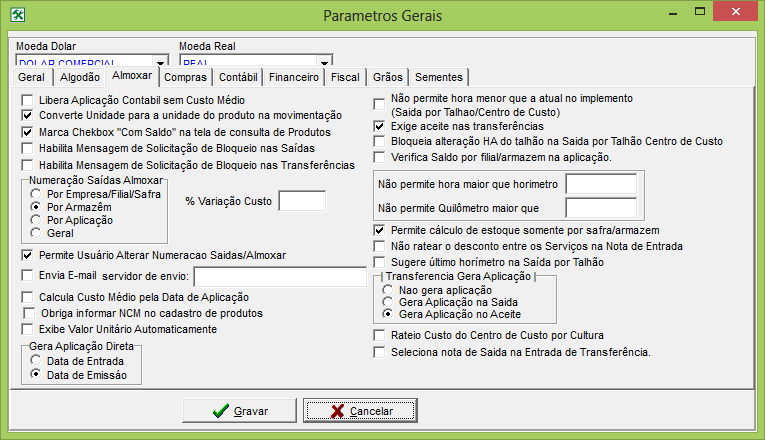 Parametros Gerais
Moeda Dolar
Moeda Real
DOLAR COMERCIAL
REAL
Geral
Algodão
Almoxar
Compras
Contábil
Financeiro
Fiscal
Grãos
Sementes
Libera Aplicação Contabil sem Custo Médio
Converte Unidade para a unidade do produto na movimentação
Marca Chekbox "Com Saldo" na tela de consulta de Produtos
Habilita Mensagem de Solicitação de Bloqueio nas Saídas
Habilita Mensagem de Solicitação de Bloqueio nas Transferências
Numeração Saídas Almoxar
Por Empresa/Filial/Safra
Por Armazêm
Por Aplicação
Geral
% Variação Custo
Permite Usuário Alterar Numeracao Saidas/Almoxar
Envia E-mail
servidor de envio:
Calcula Custo Médio pela Data de Aplicação
Obriga informar NCM no cadastro de produtos
Exibe Valor Unitário Automaticamente
Gera Aplicação Direta
Data de Entrada
Data de Emissáo
Não permite hora menor que a atual no implemento
(Saida por Talhao/Centro de Custo)
Exige aceite nas transferências
Bloqueia alteração HA do talhão na Saida por Talhão Centro de Custo
Verifica Saldo por filial/armazem na aplicação.
Não permite hora maior que horimetro
Não permite Quilômetro maior que
Permite cálculo de estoque somente por safra/armazem
Não ratear o desconto entre os Serviços na Nota de Entrada
Sugere último horímetro na Saída por Talhão
| Transferencia Gera Aplicação |
Nao gera aplicação
Gera Aplicação na Saida
Gera Aplicação no Aceite
Rateio Custo do Centro de Custo por Cultura
Seleciona nota de Saida na Entrada de Transferência.
Gravar
Cancelar